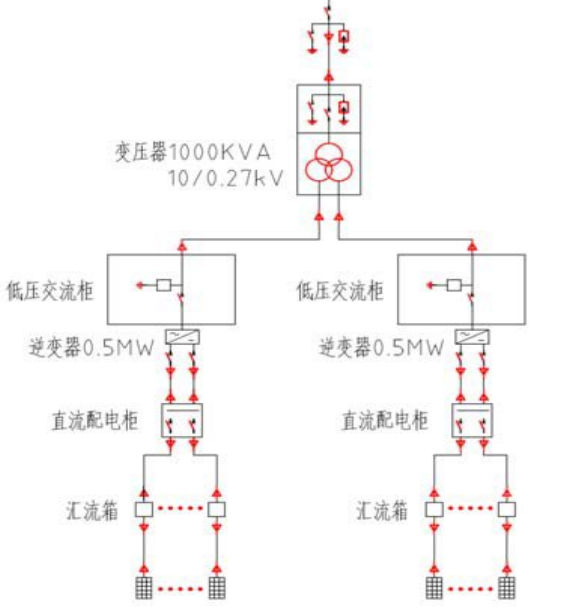 变压器1000KVA
10/0.27kV
低压交流柜
低压交流柜
逆变器0.5MW
逆变器0.5MW
直流配电柜
直流配电柜
汇流箱
汇流箱